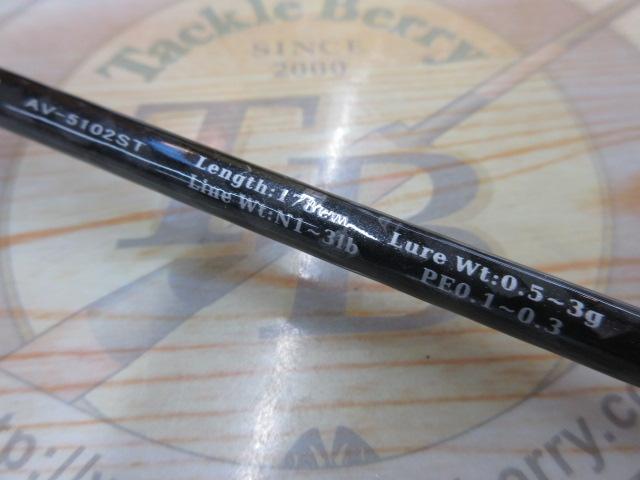 Tackle Berry
SINCE
2000
TB
AV-5102ST
Length:178cm
Line Wt:N1~3lb
Lure Wt:0.5~3g
PE0.1~0.3